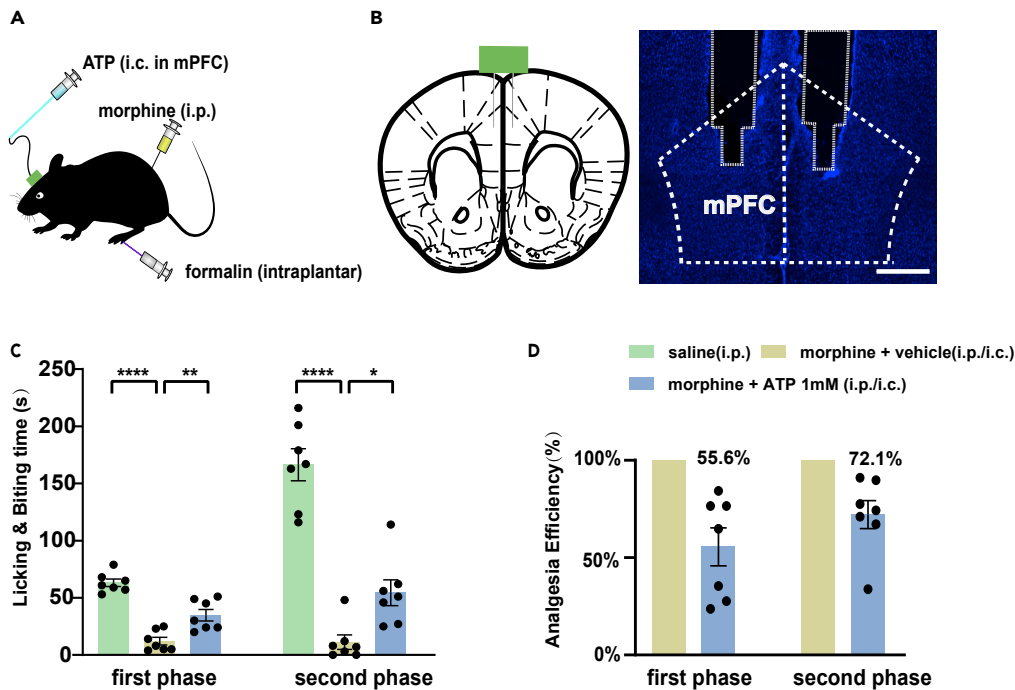 A
ATP (i.c. in mPFC)
morphine (i.p.)
formalin (intraplantar)
B
mPFC
C
Licking & Biting time (s)
250
200
150
100
50
0
**** **
**** *
first phase
second phase
D
saline(i.p.)
morphine + vehicle(i.p./i.c.)
morphine + ATP 1mM (i.p./i.c.)
Analgesia Efficiency(%)
100%
50%
0%
55.6%
72.1%
first phase
second phase